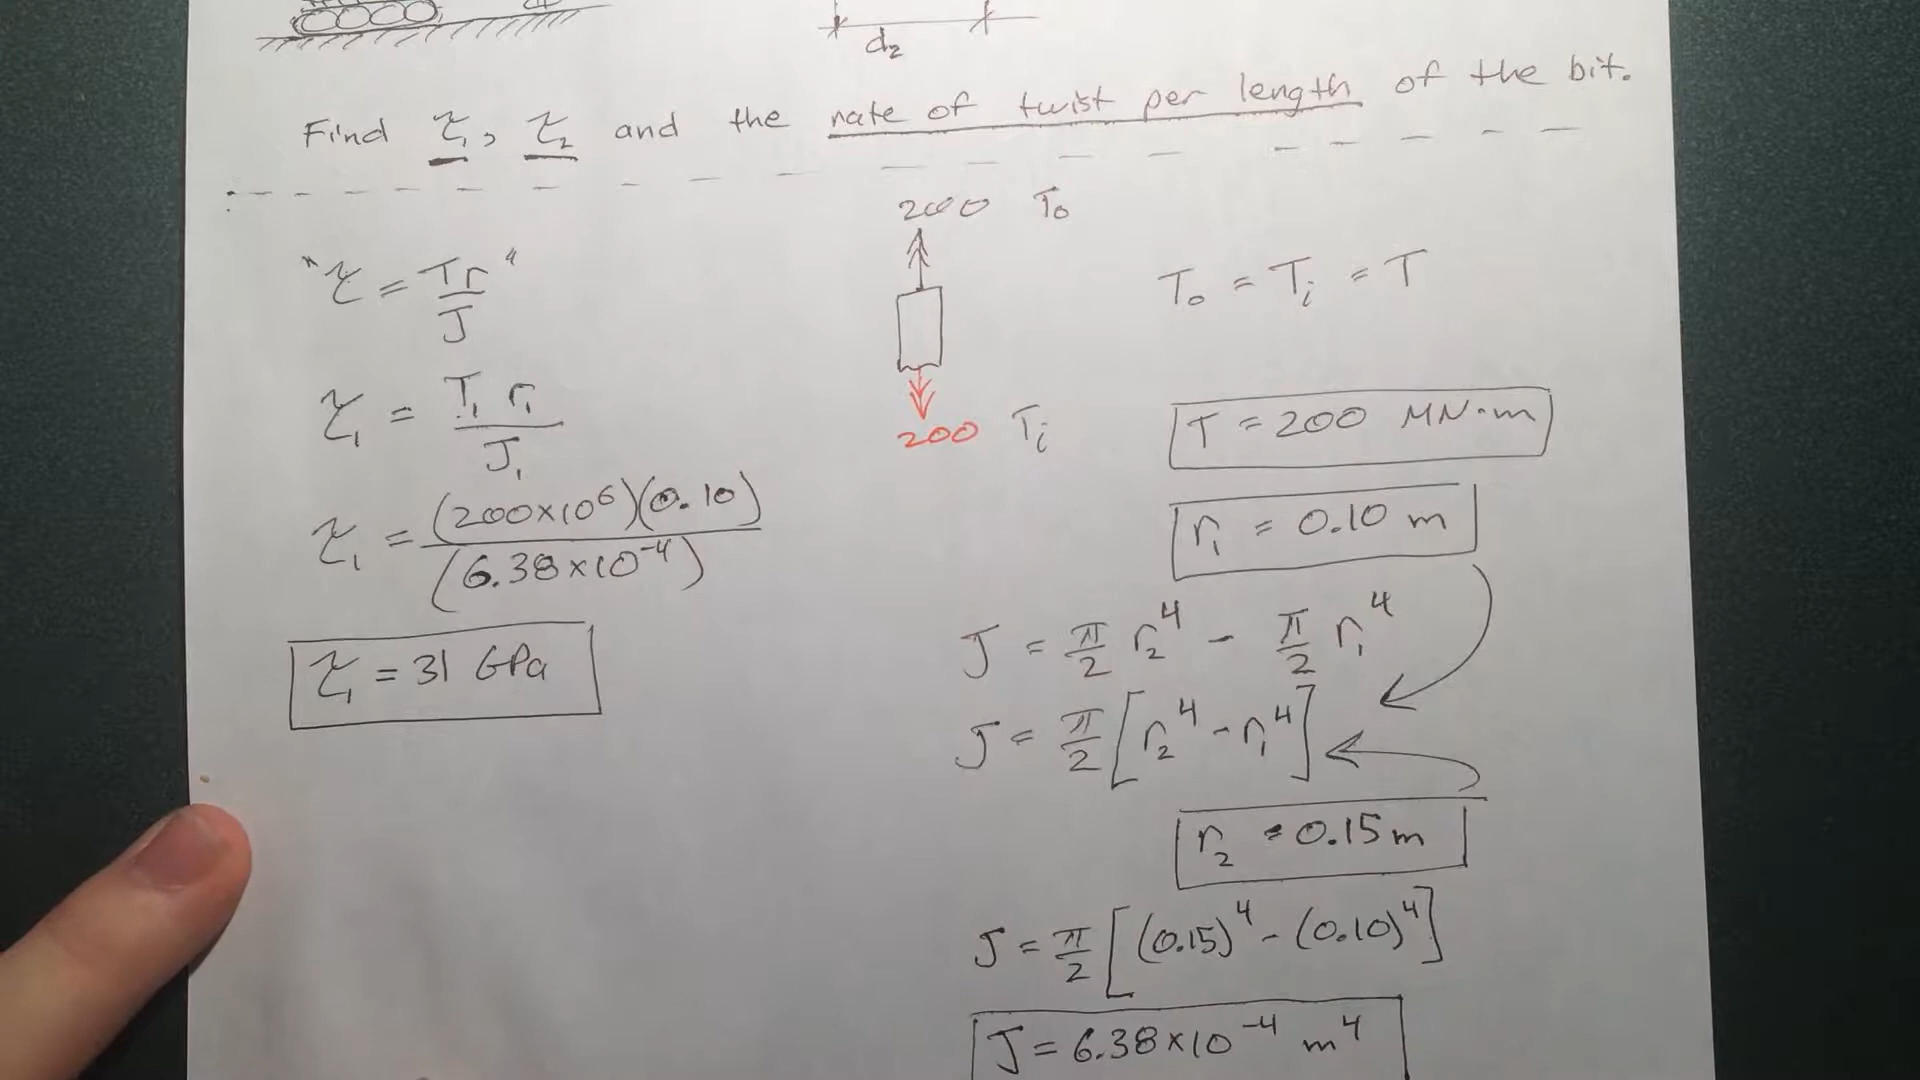 d₂
Find τ₁, τ₂ and the rate of twist per length of the bit.
200 T₀
"τ = Tr/J"
T₀ = Tᵢ = T
τ₁ = T₁ r₁/J₁
200 Tᵢ
T = 200 MN·m
τ₁ = (200×10⁶)(0.10)/(6.38×10⁻⁴)
r₁ = 0.10 m
τ₁ = 31 GPa
J = π/2 r₂⁴ - π/2 r₁⁴
J = π/2 [r₂⁴ - r₁⁴]
r₂ = 0.15 m
J = π/2 [(0.15)⁴ - (0.10)⁴]
J = 6.38×10⁻⁴ m⁴